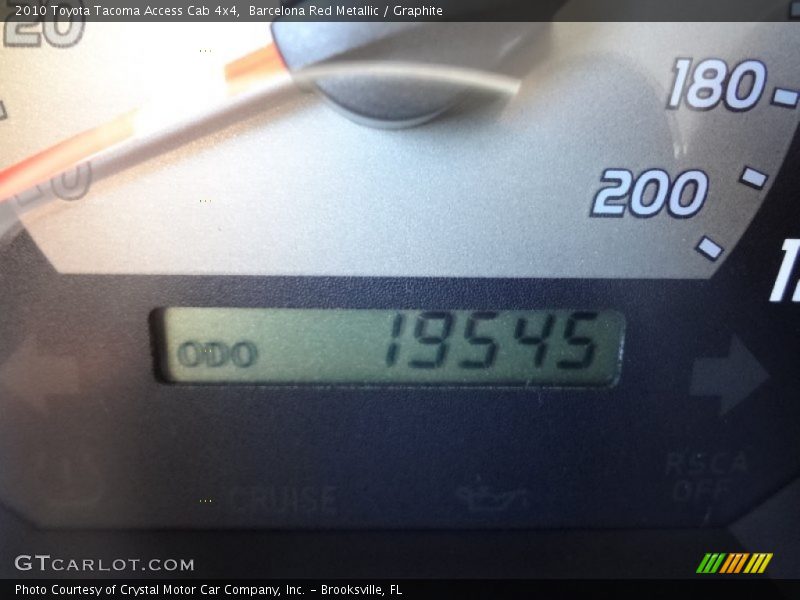 2010 Toyota Tacoma Access Cab 4x4, Barcelona Red Metallic / Graphite
20
180
200
ODO 19545
RSCA
OFF
CRUISE
GTCARLOT.COM
Photo Courtesy of Crystal Motor Car Company, Inc. – Brooksville, FL